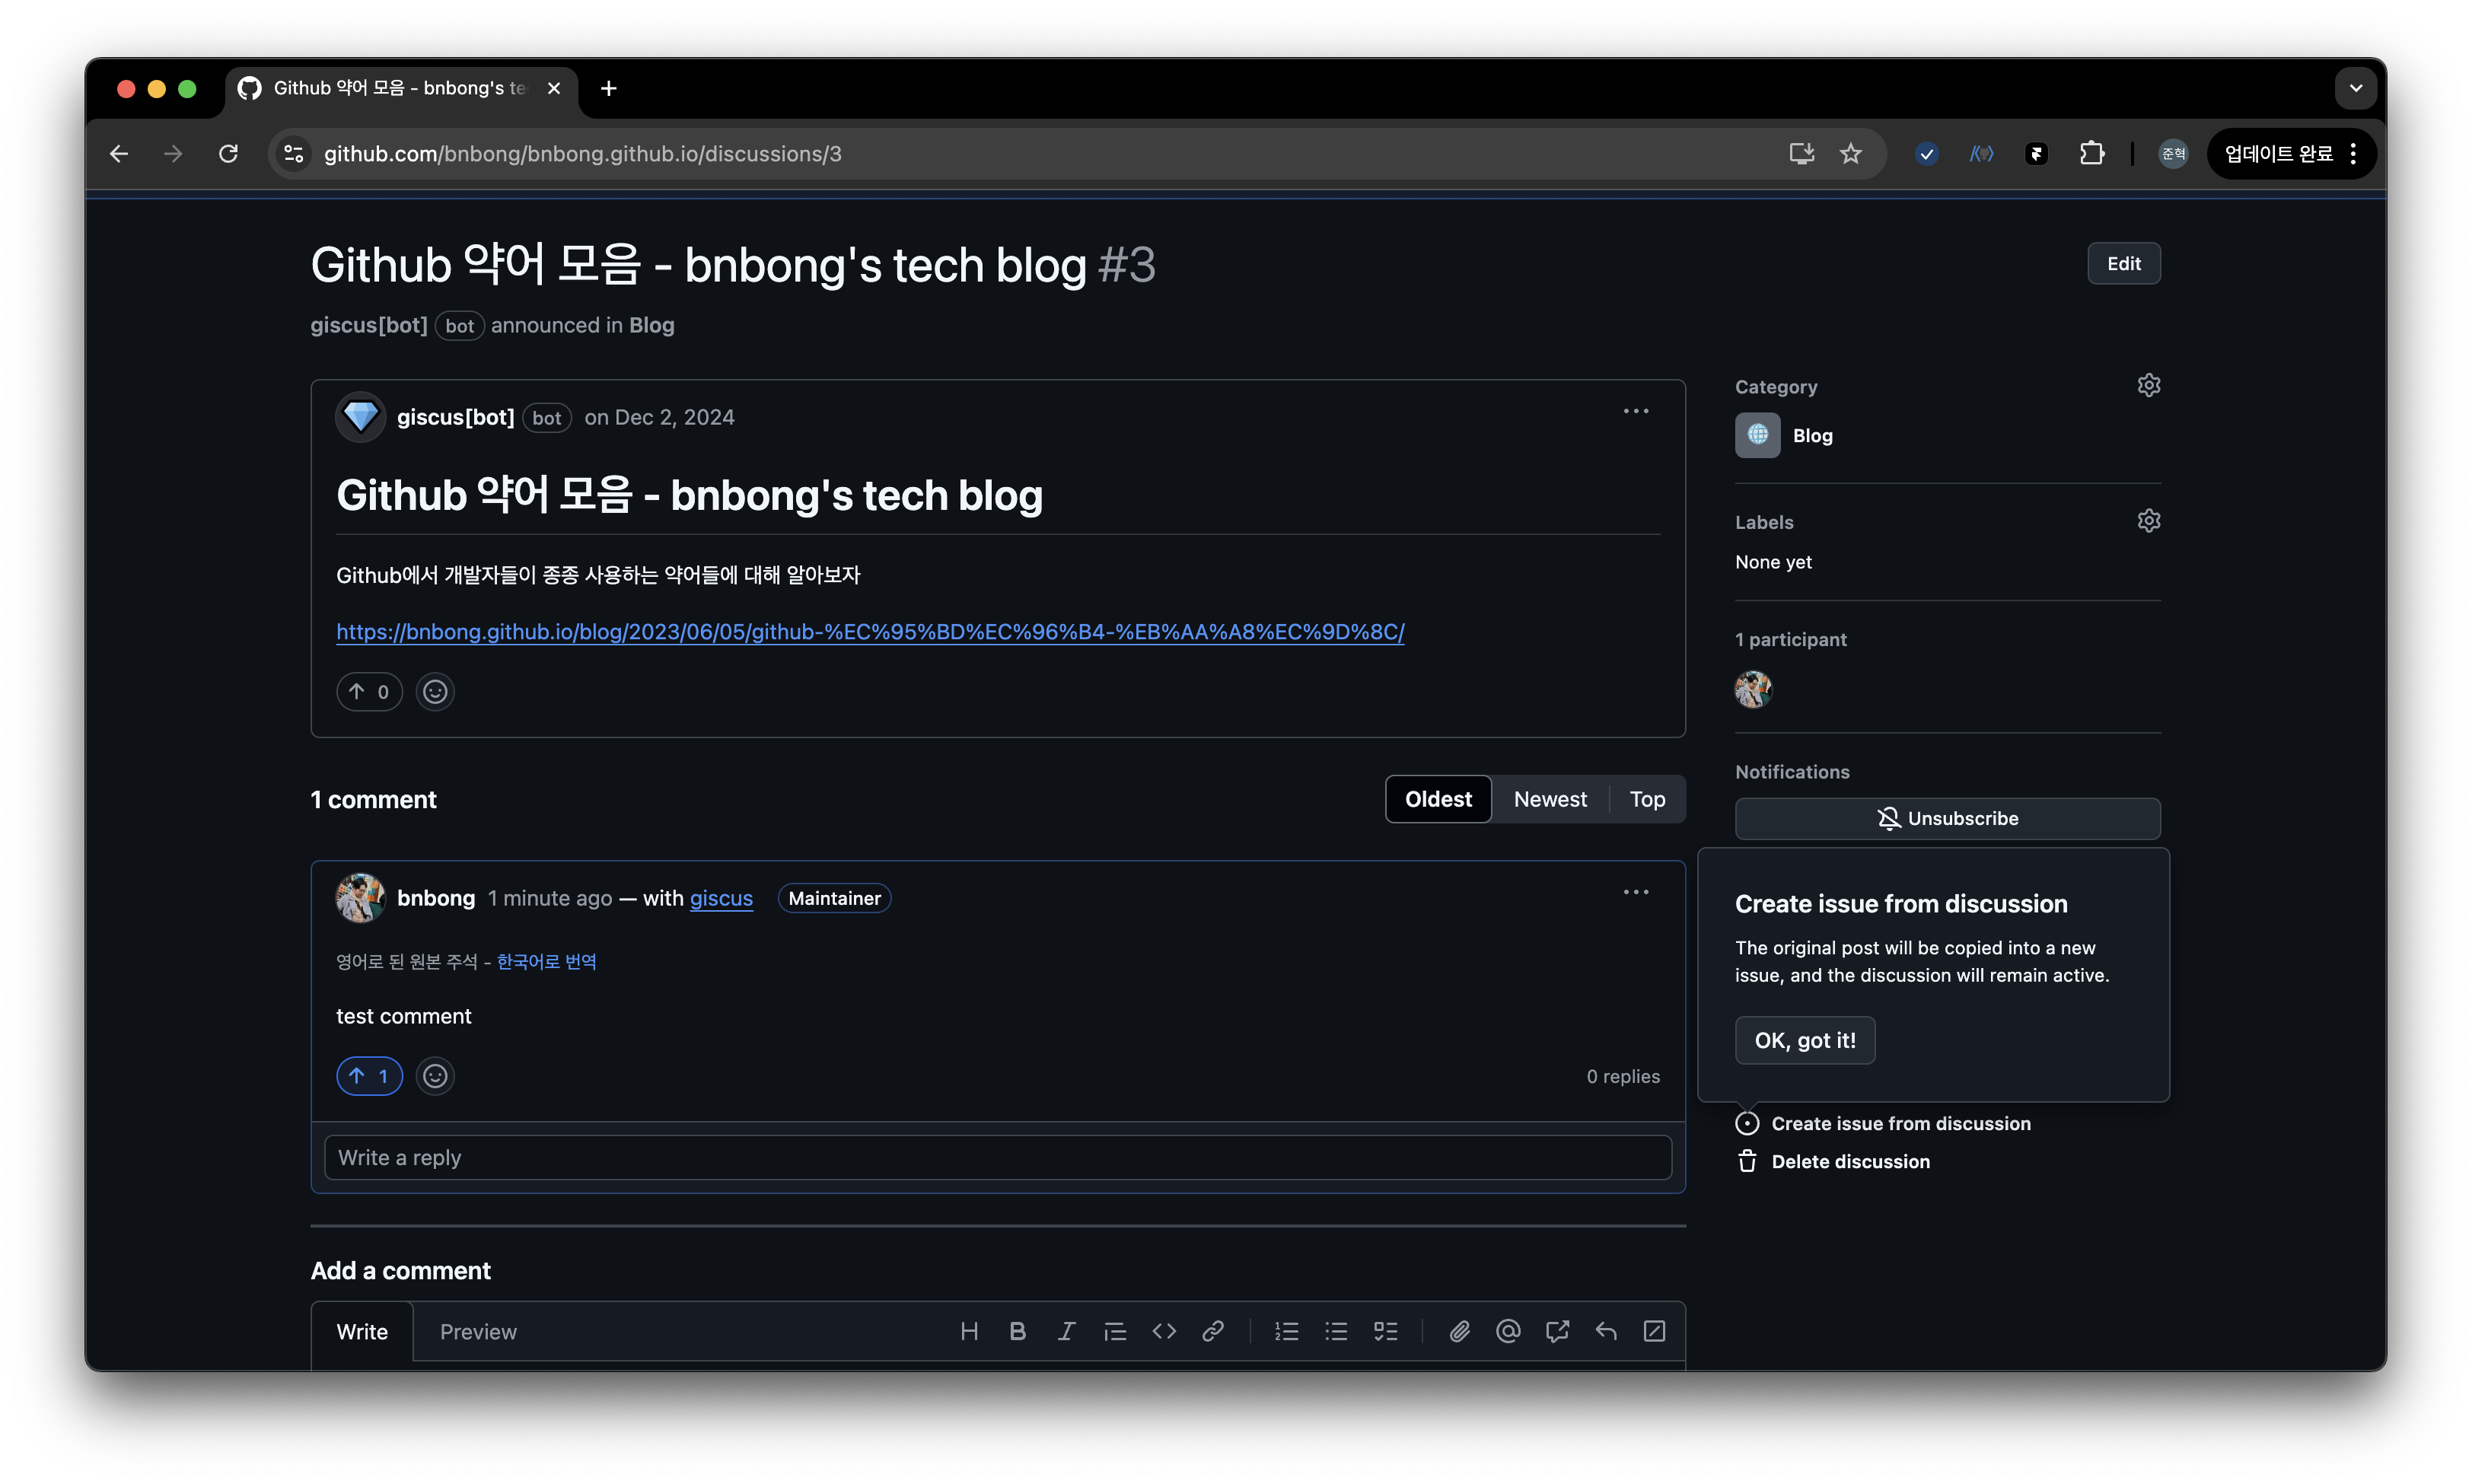 Github 약어 모음 - bnbong's te
github.com/bnbong/bnbong.github.io/discussions/3
준혁
업데이트 완료
Github 약어 모음 - bnbong's tech blog #3
Edit
giscus[bot] bot announced in Blog
giscus[bot] bot on Dec 2, 2024
Github 약어 모음 - bnbong's tech blog
Github에서 개발자들이 종종 사용하는 약어들에 대해 알아보자
https://bnbong.github.io/blog/2023/06/05/github-%EC%95%BD%EC%96%B4-%EB%AA%A8%EC%9D%8C/
0
1 comment
Oldest Newest Top
bnbong 1 minute ago — with giscus Maintainer
영어로 된 원본 주석 - 한국어로 번역
test comment
1
0 replies
Write a reply
Add a comment
Write Preview
Category
Blog
Labels
None yet
1 participant
Notifications
Unsubscribe
Create issue from discussion
The original post will be copied into a new
issue, and the discussion will remain active.
OK, got it!
Create issue from discussion
Delete discussion